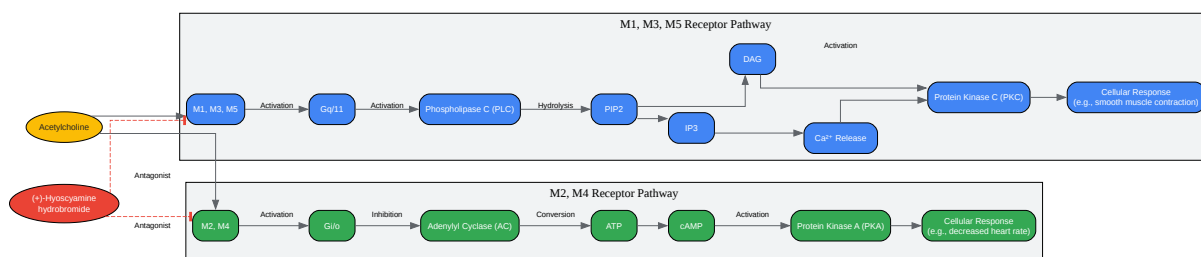 M1, M3, M5 Receptor Pathway
DAG
Activation
M1, M3, M5
Activation
Gq/11
Activation
Phospholipase C (PLC)
Hydrolysis
PIP2
Protein Kinase C (PKC)
Cellular Response
(e.g., smooth muscle contraction)
Acetylcholine
IP3
Ca²⁺ Release
Antagonist
(+)-Hyoscyamine
hydrobromide
Antagonist
M2, M4 Receptor Pathway
M2, M4
Activation
Gi/o
Inhibition
Adenylyl Cyclase (AC)
Conversion
ATP
cAMP
Activation
Protein Kinase A (PKA)
Cellular Response
(e.g., decreased heart rate)